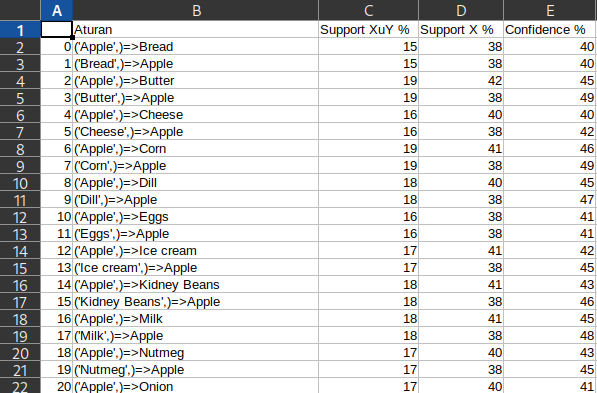 A B C D E
1 Aturan Support XuY % Support X % Confidence %
2 0 ('Apple',)=>Bread 15 38 40
3 1 ('Bread',)=>Apple 15 38 40
4 2 ('Apple',)=>Butter 19 42 45
5 3 ('Butter',)=>Apple 19 38 49
6 4 ('Apple',)=>Cheese 16 40 40
7 5 ('Cheese',)=>Apple 16 38 42
8 6 ('Apple',)=>Corn 19 41 46
9 7 ('Corn',)=>Apple 19 38 49
10 8 ('Apple',)=>Dill 18 40 45
11 9 ('Dill',)=>Apple 18 38 47
12 10 ('Apple',)=>Eggs 16 38 41
13 11 ('Eggs',)=>Apple 16 38 41
14 12 ('Apple',)=>Ice cream 17 41 42
15 13 ('Ice cream',)=>Apple 17 38 45
16 14 ('Apple',)=>Kidney Beans 18 41 43
17 15 ('Kidney Beans',)=>Apple 18 38 46
18 16 ('Apple',)=>Milk 18 41 45
19 17 ('Milk',)=>Apple 18 38 48
20 18 ('Apple',)=>Nutmeg 17 40 43
21 19 ('Nutmeg',)=>Apple 17 38 45
22 20 ('Apple',)=>Onion 17 40 41